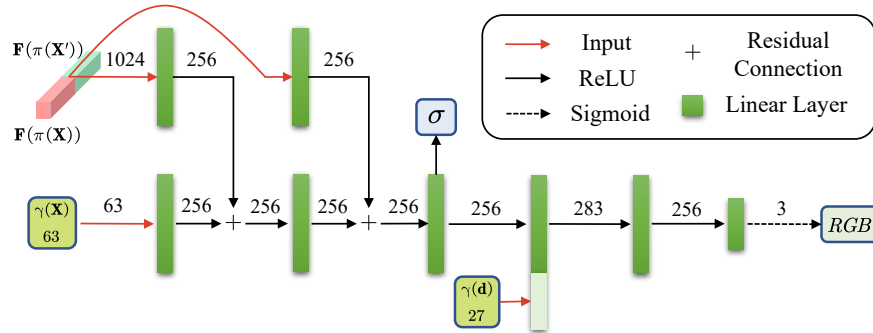 F(π(X′))
1024
256
256
F(π(X))
Input
ReLU
Sigmoid
+
Residual
Connection
Linear Layer
σ
γ(X)
63
63
256
+
256
256
+
256
256
283
256
3
RGB
γ(d)
27